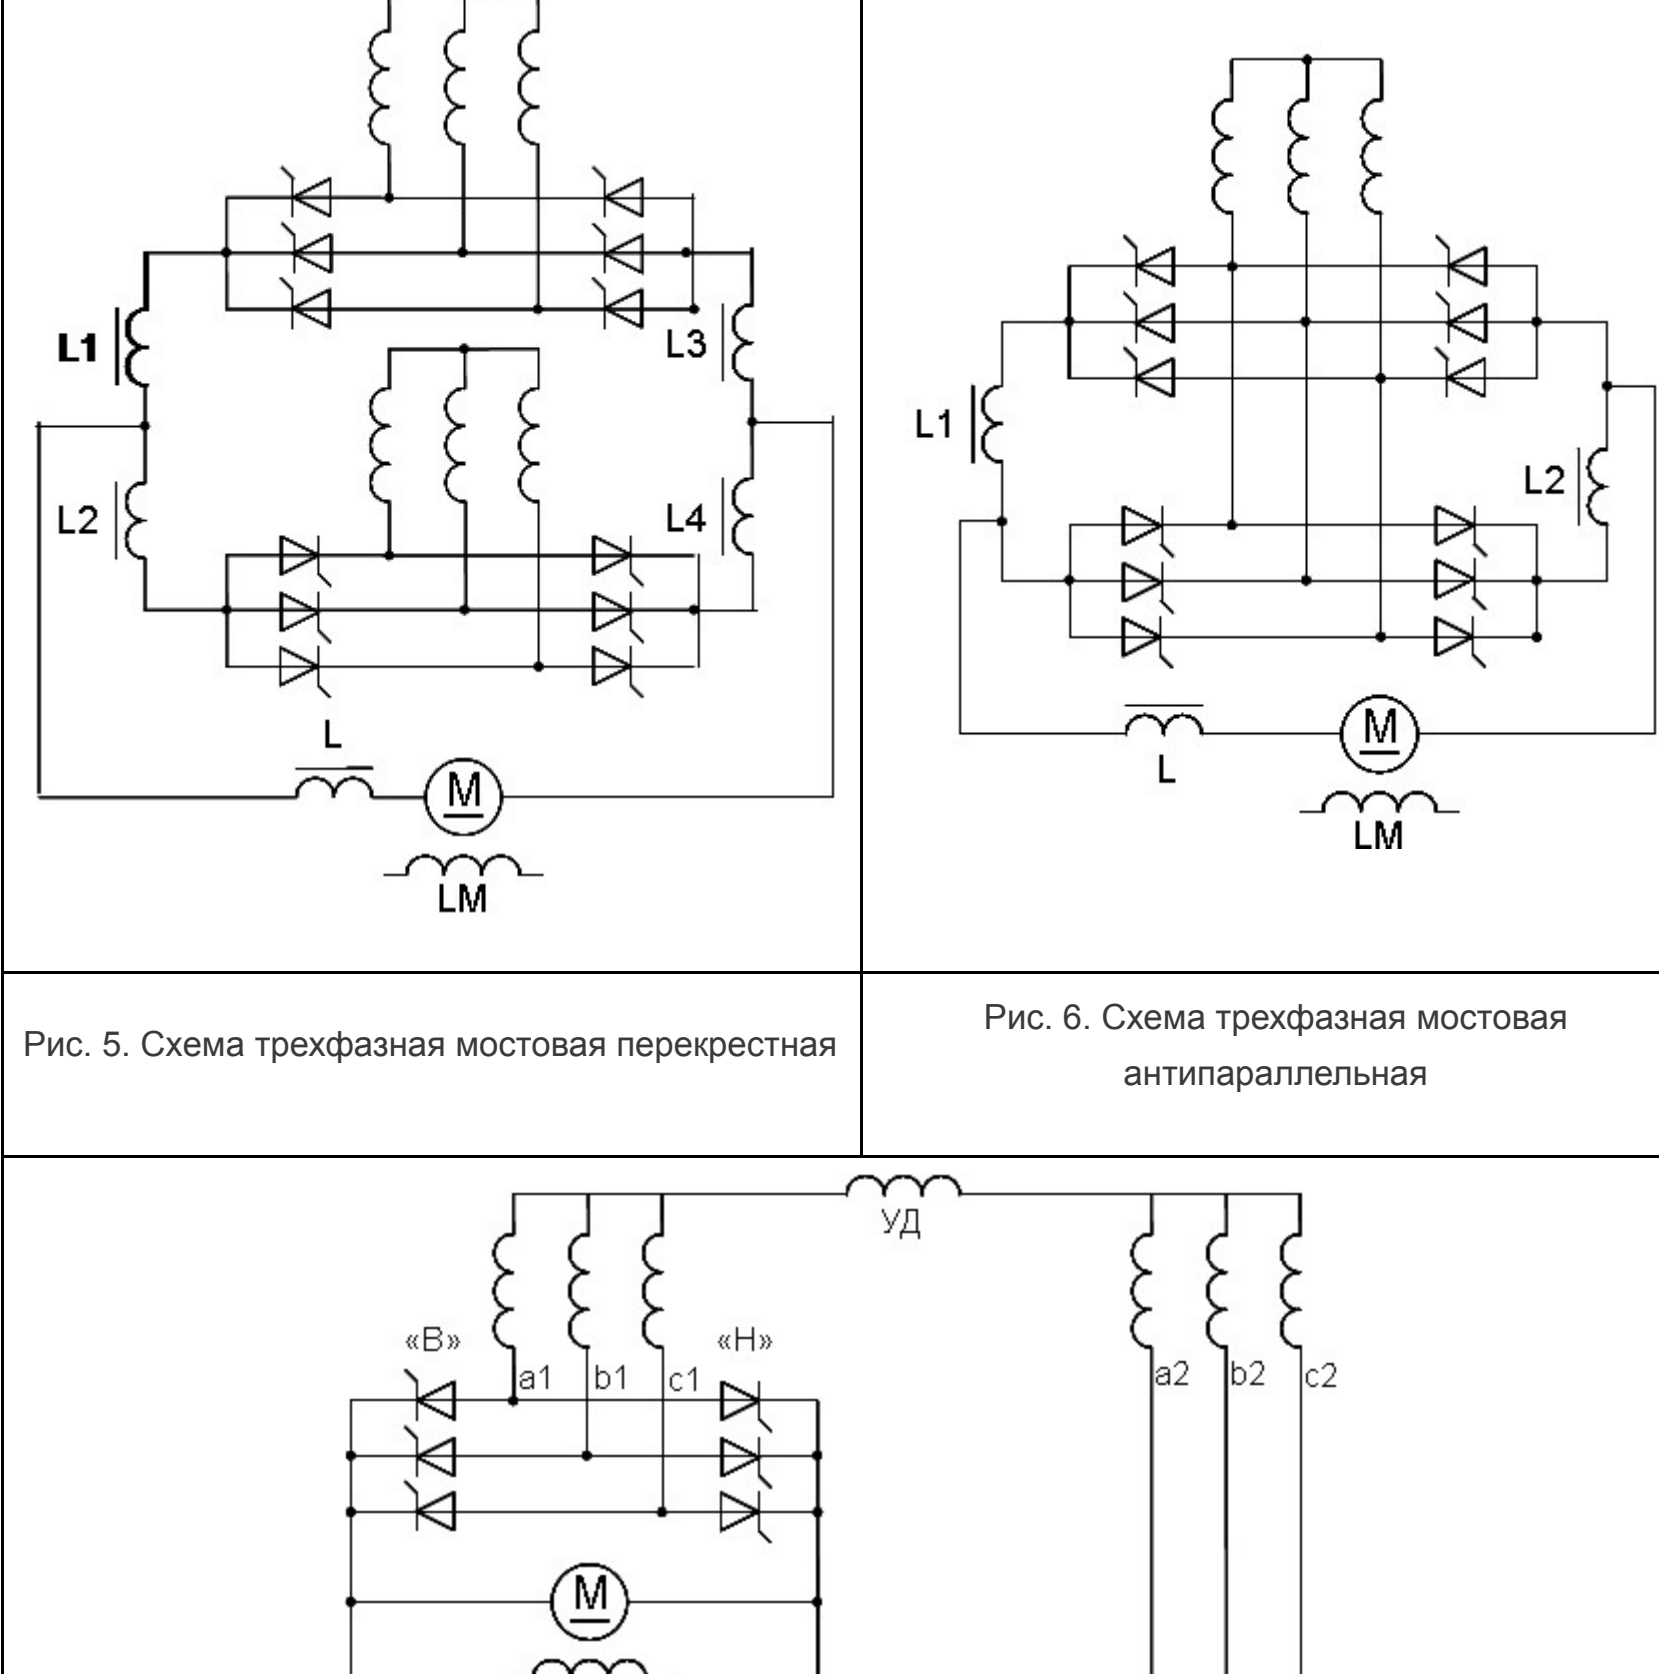 L1
L3
L2
L4
L
M
LM
L1
L2
M
L
LM
Рис. 5. Схема трехфазная мостовая перекрестная
Рис. 6. Схема трехфазная мостовая
антипараллельная
УД
«В»
«Н»
a1
b1
c1
a2
b2
c2
M